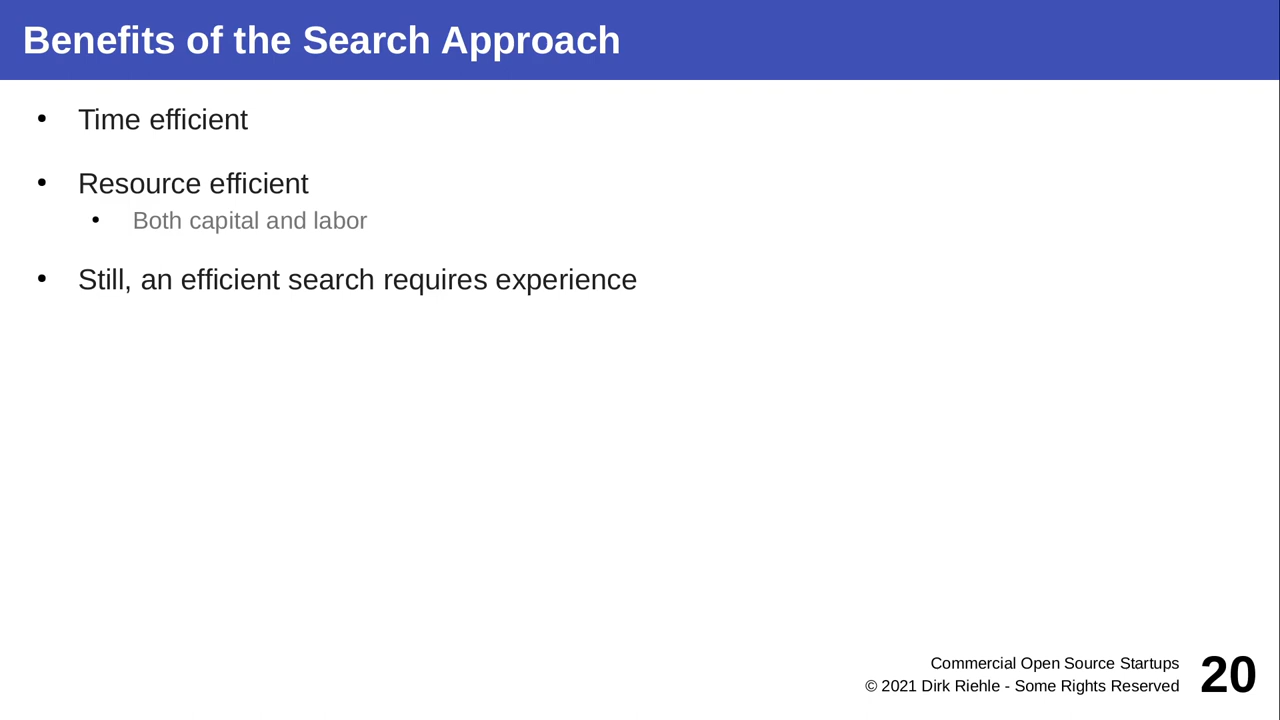 Benefits of the Search Approach
• Time efficient
• Resource efficient
• Both capital and labor
• Still, an efficient search requires experience
Commercial Open Source Startups
© 2021 Dirk Riehle - Some Rights Reserved
20